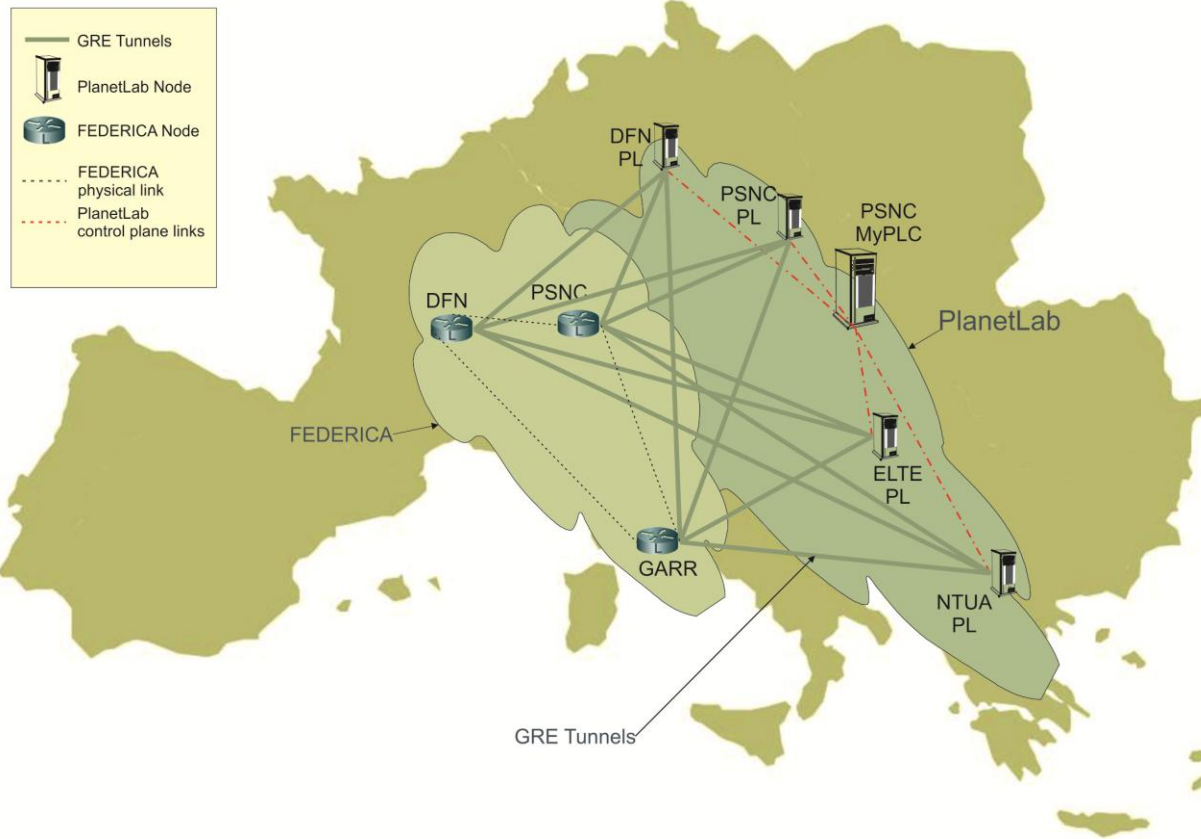 GRE Tunnels
PlanetLab Node
FEDERICA Node
FEDERICA
physical link
PlanetLab
control plane links
DFN
PL
PSNC
PL
PSNC
MyPLC
DFN
PSNC
PlanetLab
FEDERICA
ELTE
PL
GARR
NTUA
PL
GRE Tunnels